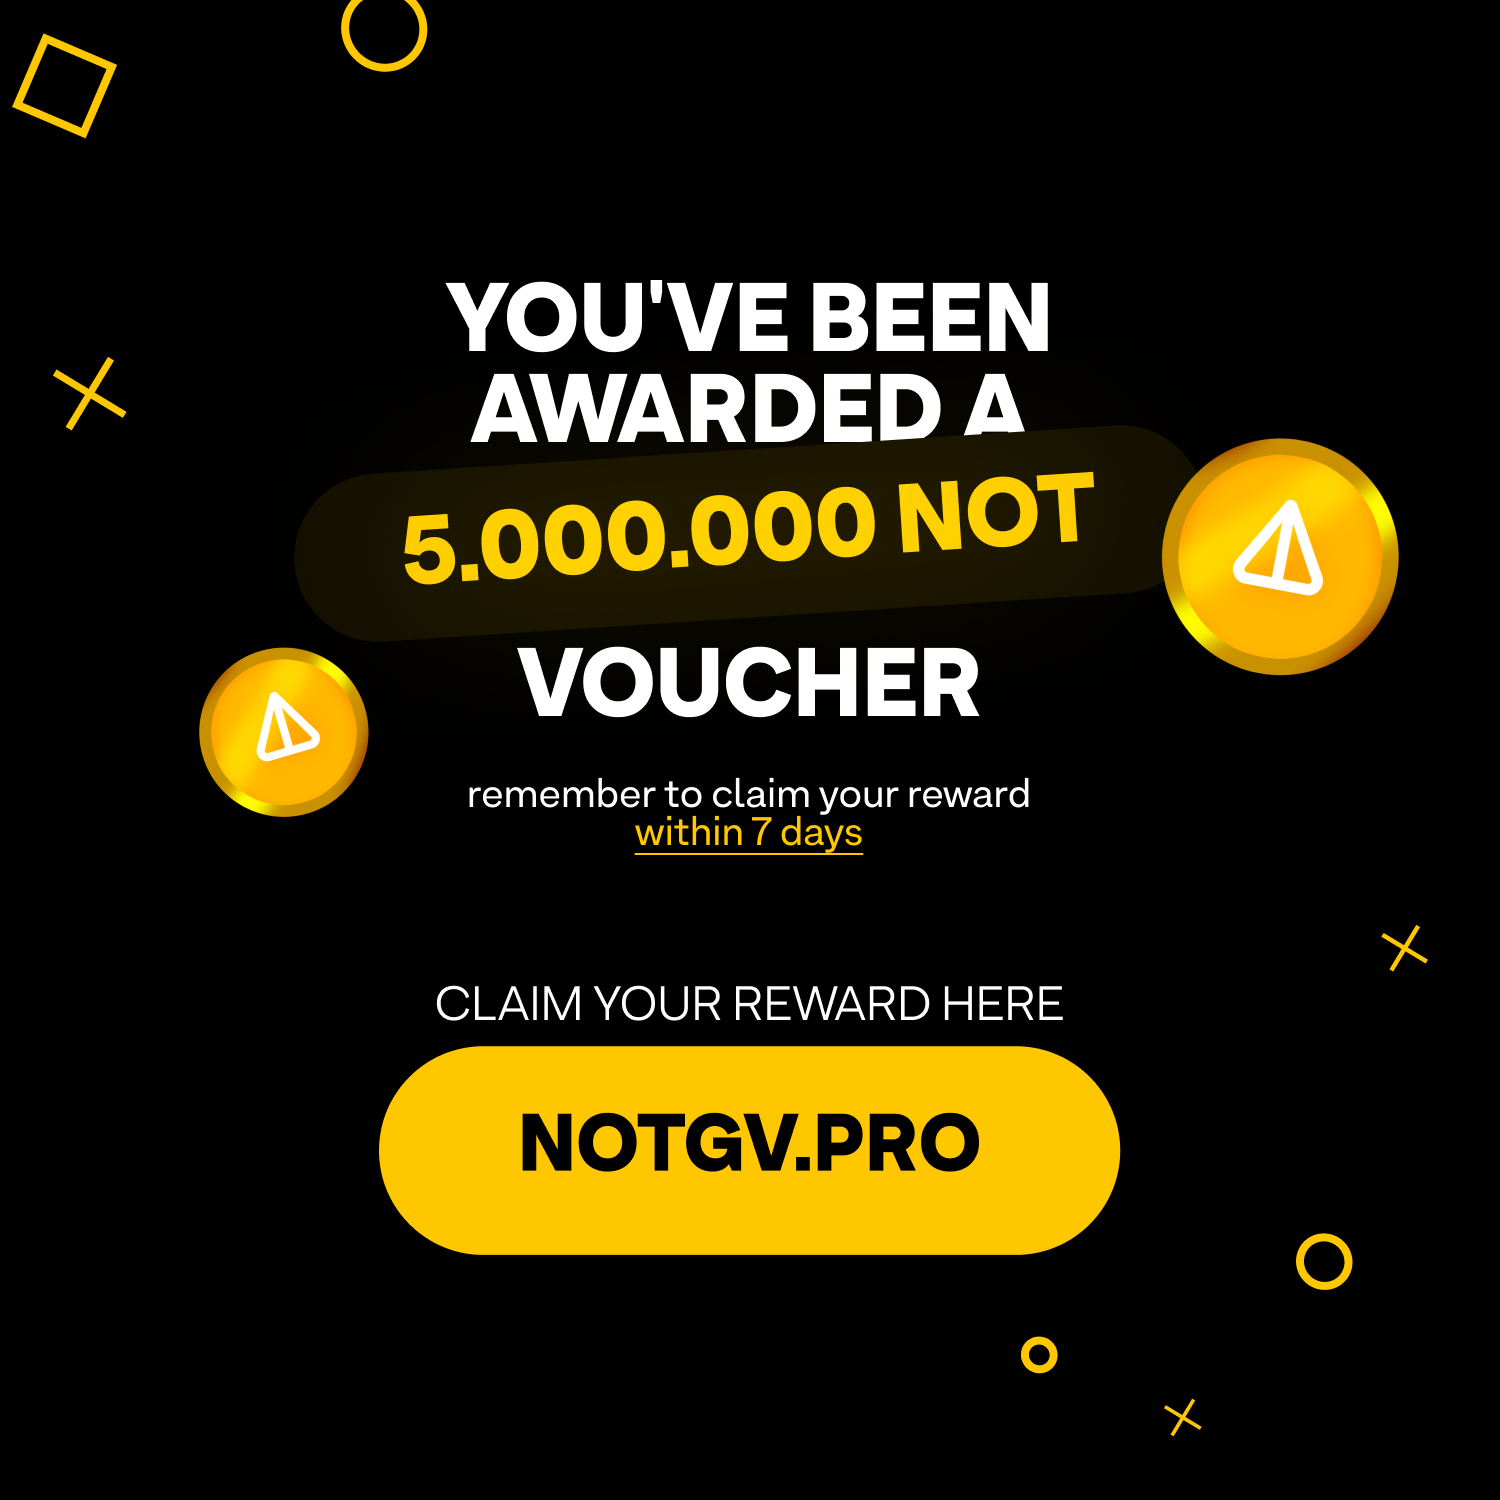 YOU'VE BEEN
AWARDED A
5.000.000 NOT
VOUCHER
remember to claim your reward
within 7 days
CLAIM YOUR REWARD HERE
NOTGV.PRO